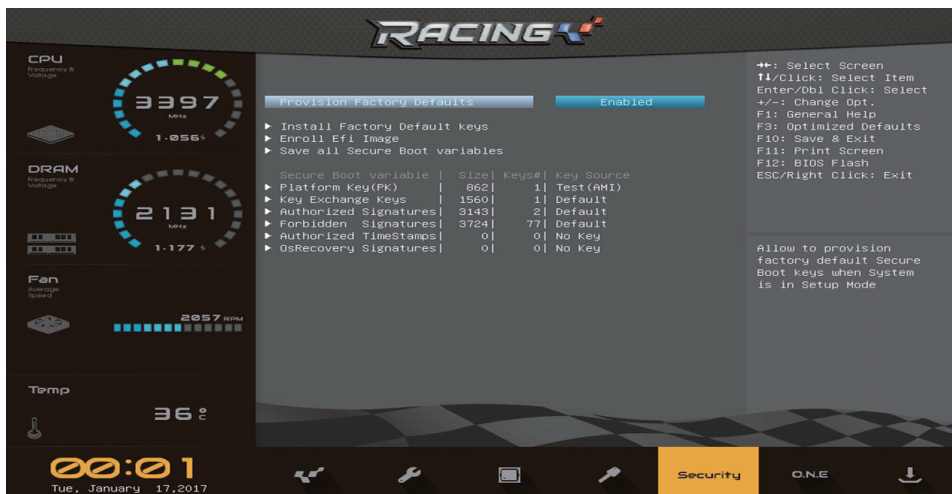 RACING
CPU
Frequency & Voltage
3397
MHz
1.056 V
DRAM
Frequency & Voltage
2131
MHz
1.177 V
Fan
Average Speed
2057 RPM
Temp
36 °C
00:01
Tue, January 17,2017
Provision Factory Defaults Enabled
► Install Factory Default keys
► Enroll Efi Image
► Save all Secure Boot variables
Secure Boot variable | Size| Keys#| Key Source
► Platform Key(PK) | 862| 1| Test(AMI)
► Key Exchange Keys | 1560| 1| Default
► Authorized Signatures| 3143| 2| Default
► Forbidden Signatures| 3724| 77| Default
► Authorized TimeStamps| 0| 0| No Key
► OsRecovery Signatures| 0| 0| No Key
→←: Select Screen
↑↓/Click: Select Item
Enter/Dbl Click: Select
+/-: Change Opt.
F1: General Help
F3: Optimized Defaults
F10: Save & Exit
F11: Print Screen
F12: BIOS Flash
ESC/Right Click: Exit
Allow to provision
factory default Secure
Boot keys when System
is in Setup Mode
Security
O.N.E